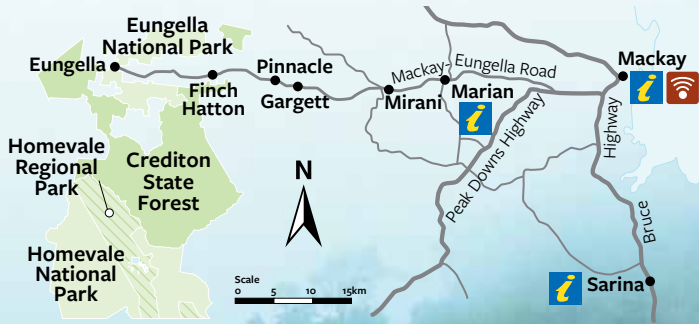 Eungella
National Park
Eungella
Pinnacle
Mackay
Finch
Hatton
Gargett
Mirani
Marian
i
i
Mackay-
Eungella Road
Homevale
Regional
Park
Crediton
State
Forest
N
Peak Downs Highway
Highway
Bruce
Homevale
National
Park
Scale
0 5 10 15km
i
Sarina